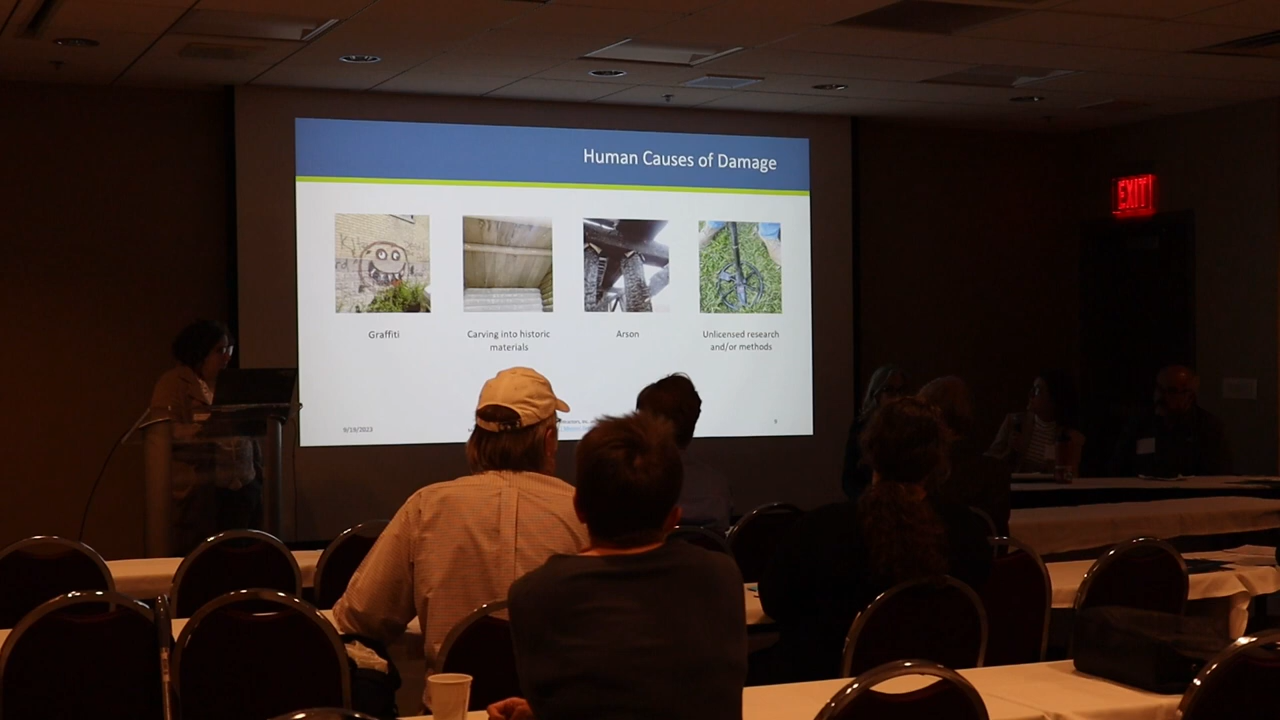 Human Causes of Damage
EXIT
Graffiti
Carving into historic
materials
Arson
Unlicensed research
and/or methods
9/19/2023
9